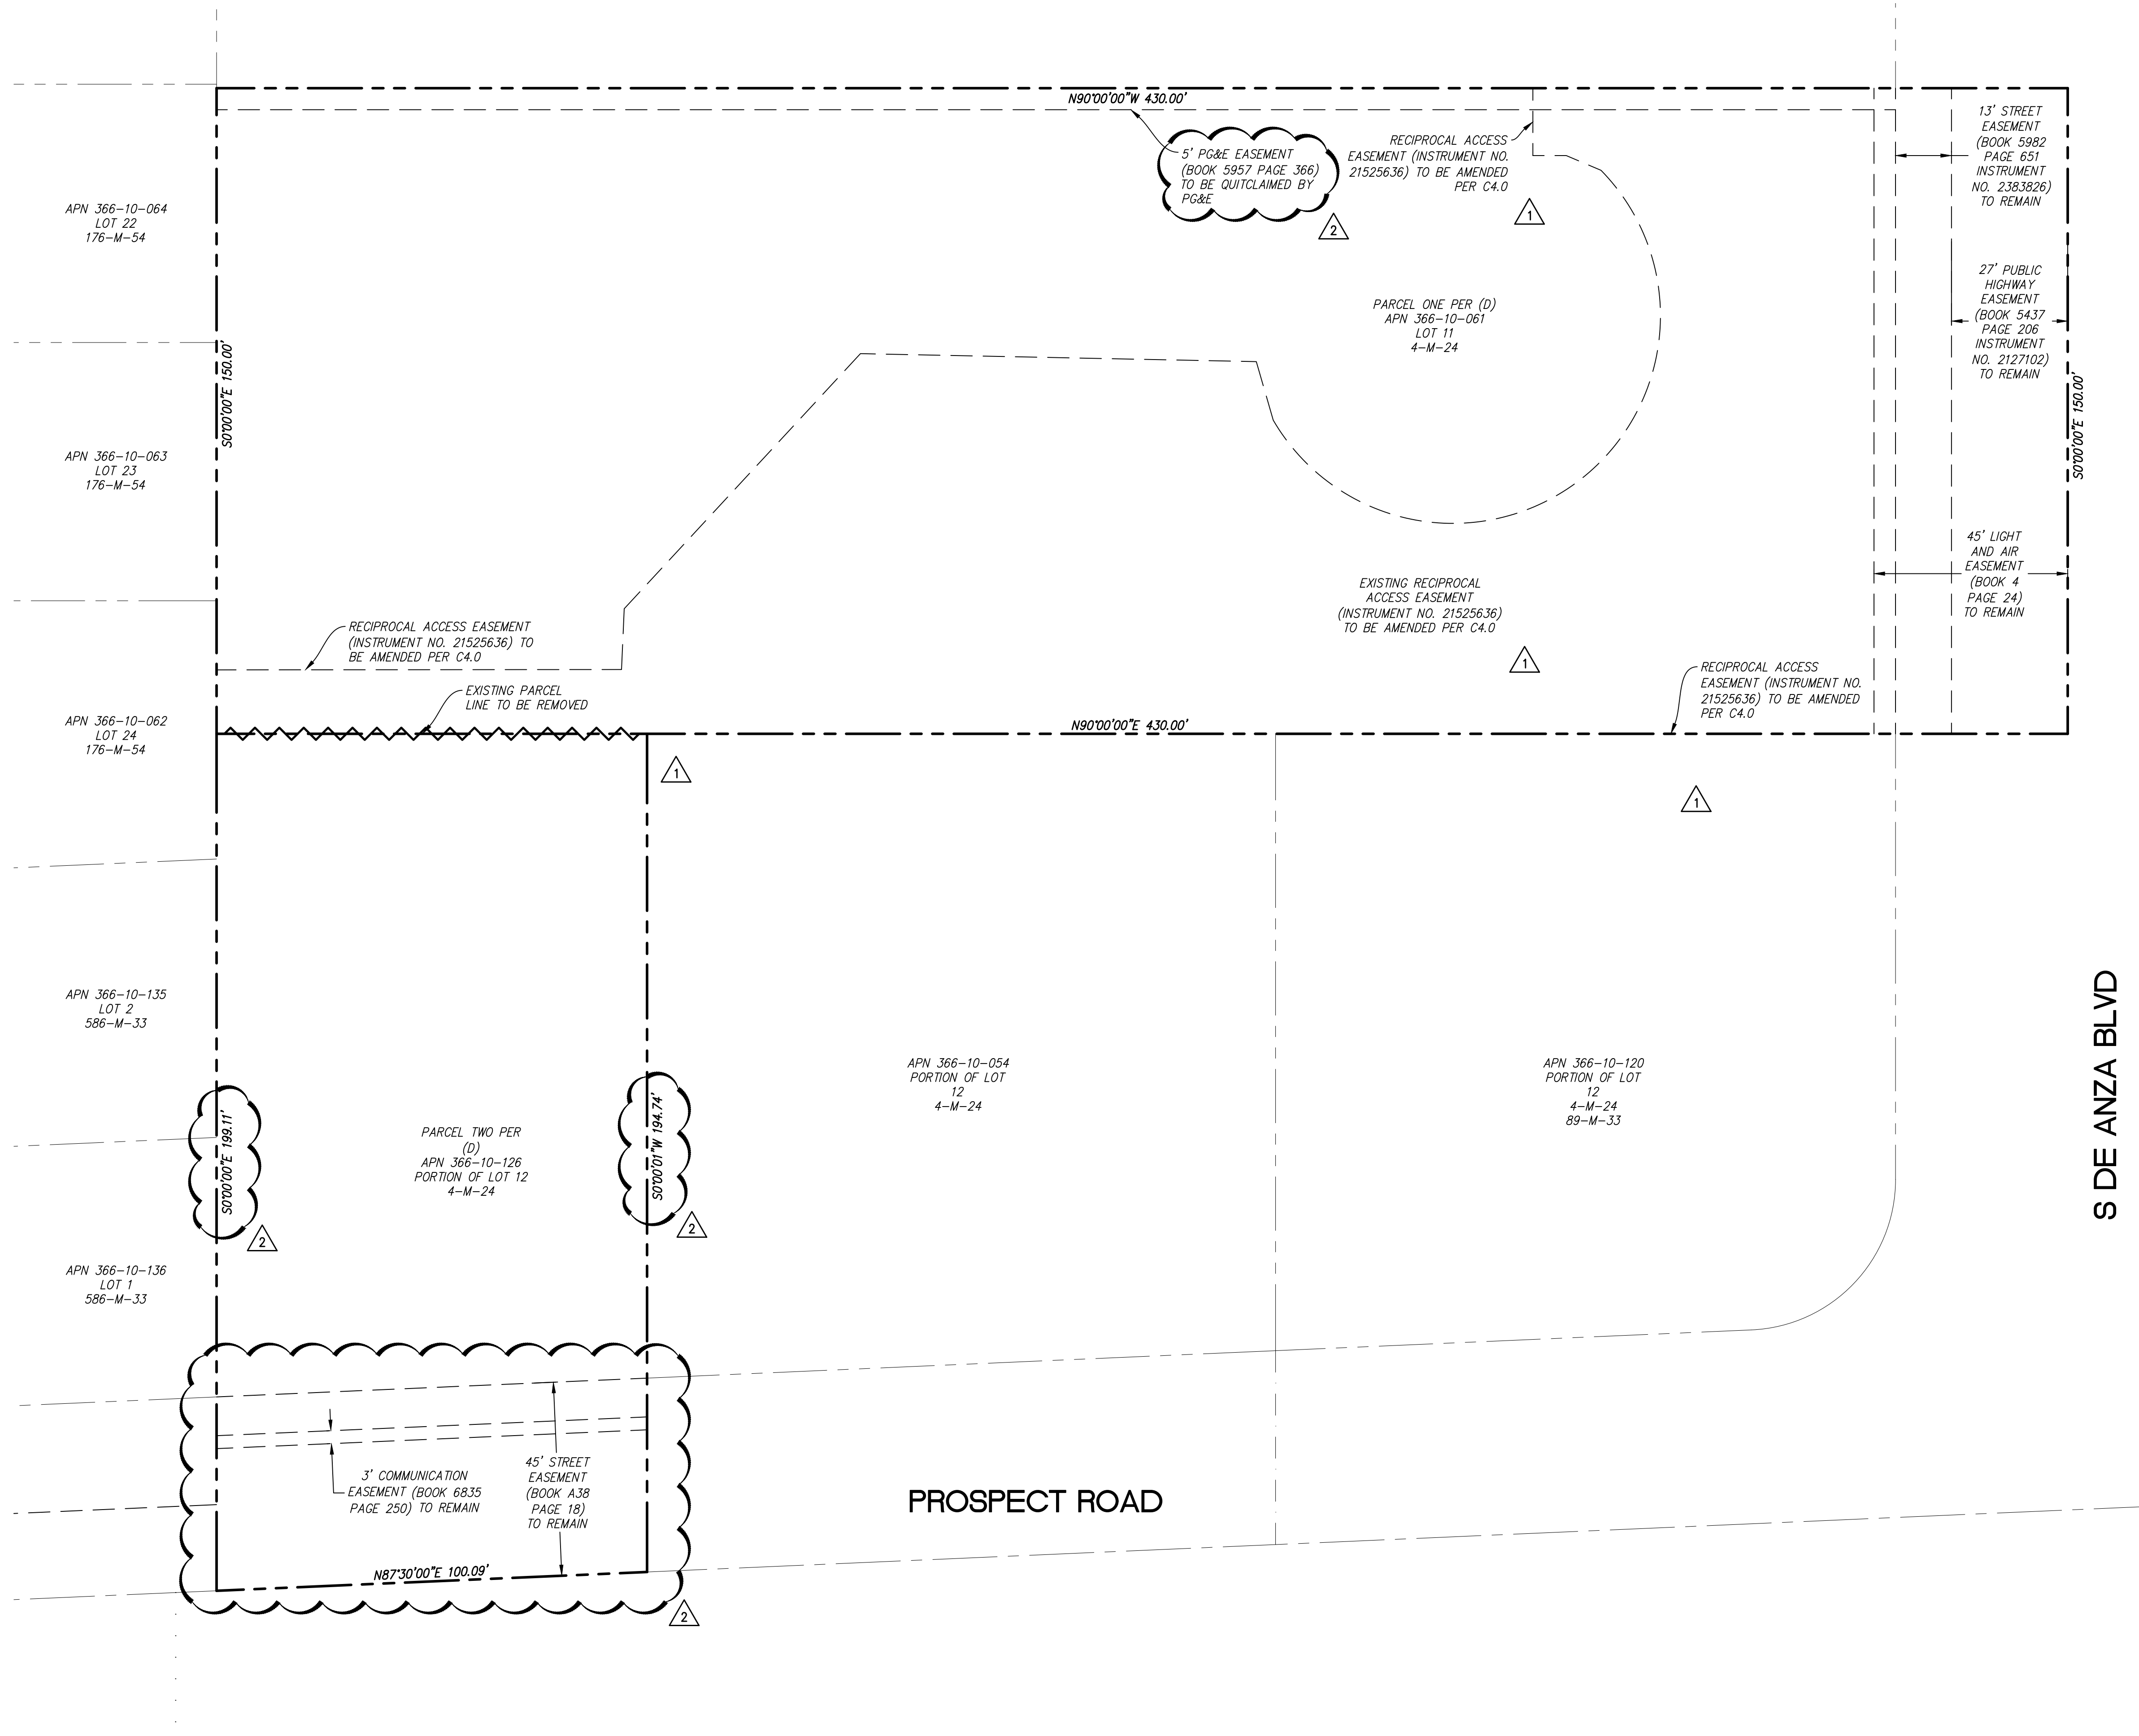 N90°00'00"W 430.00'
5' PG&E EASEMENT
(BOOK 5957 PAGE 366)
TO BE QUITCLAIMED BY
PG&E
2
RECIPROCAL ACCESS
EASEMENT (INSTRUMENT NO.
21525636) TO BE AMENDED
PER C4.0
1
13' STREET
EASEMENT
(BOOK 5982
PAGE 651
INSTRUMENT
NO. 2383826)
TO REMAIN
APN 366-10-064
LOT 22
176-M-54
27' PUBLIC
HIGHWAY
EASEMENT
(BOOK 5437
PAGE 206
INSTRUMENT
NO. 2127102)
TO REMAIN
PARCEL ONE PER (D)
APN 366-10-061
LOT 11
4-M-24
S0°00'00"E 150.00'
S0°00'00"E 150.00'
APN 366-10-063
LOT 23
176-M-54
45' LIGHT
AND AIR
EASEMENT
(BOOK 4
PAGE 24)
TO REMAIN
EXISTING RECIPROCAL
ACCESS EASEMENT
(INSTRUMENT NO. 21525636)
TO BE AMENDED PER C4.0
1
RECIPROCAL ACCESS EASEMENT
(INSTRUMENT NO. 21525636) TO
BE AMENDED PER C4.0
EXISTING PARCEL
LINE TO BE REMOVED
RECIPROCAL ACCESS
EASEMENT (INSTRUMENT NO.
21525636) TO BE AMENDED
PER C4.0
APN 366-10-062
LOT 24
176-M-54
N90°00'00"E 430.00'
1
1
APN 366-10-135
LOT 2
586-M-33
S0°00'00"E 199.11'
2
PARCEL TWO PER
(D)
APN 366-10-126
PORTION OF LOT 12
4-M-24
S0°00'01"W 194.74'
2
APN 366-10-054
PORTION OF LOT
12
4-M-24
APN 366-10-120
PORTION OF LOT
12
4-M-24
89-M-33
S DE ANZA BLVD
APN 366-10-136
LOT 1
586-M-33
3' COMMUNICATION
EASEMENT (BOOK 6835
PAGE 250) TO REMAIN
45' STREET
EASEMENT
(BOOK A38
PAGE 18)
TO REMAIN
PROSPECT ROAD
N87°30'00"E 100.09'
2